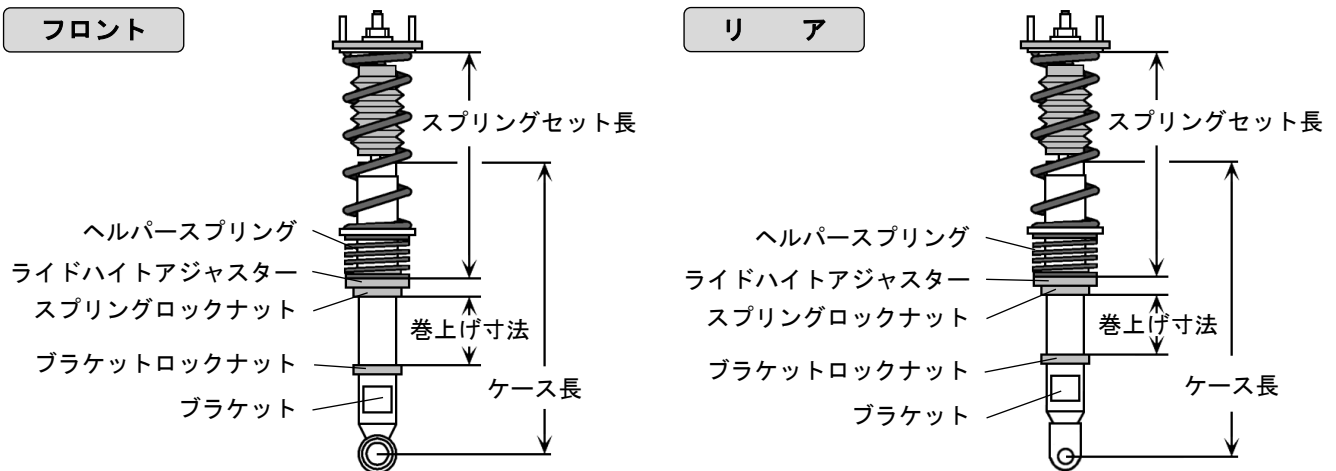 フロント
スプリングセット長
ヘルパースプリング
ライドハイトアジャスター
スプリングロックナット
巻上げ寸法
ブラケットロックナット
ケース長
ブラケット
リ ア
スプリングセット長
ヘルパースプリング
ライドハイトアジャスター
スプリングロックナット
巻上げ寸法
ブラケットロックナット
ケース長
ブラケット